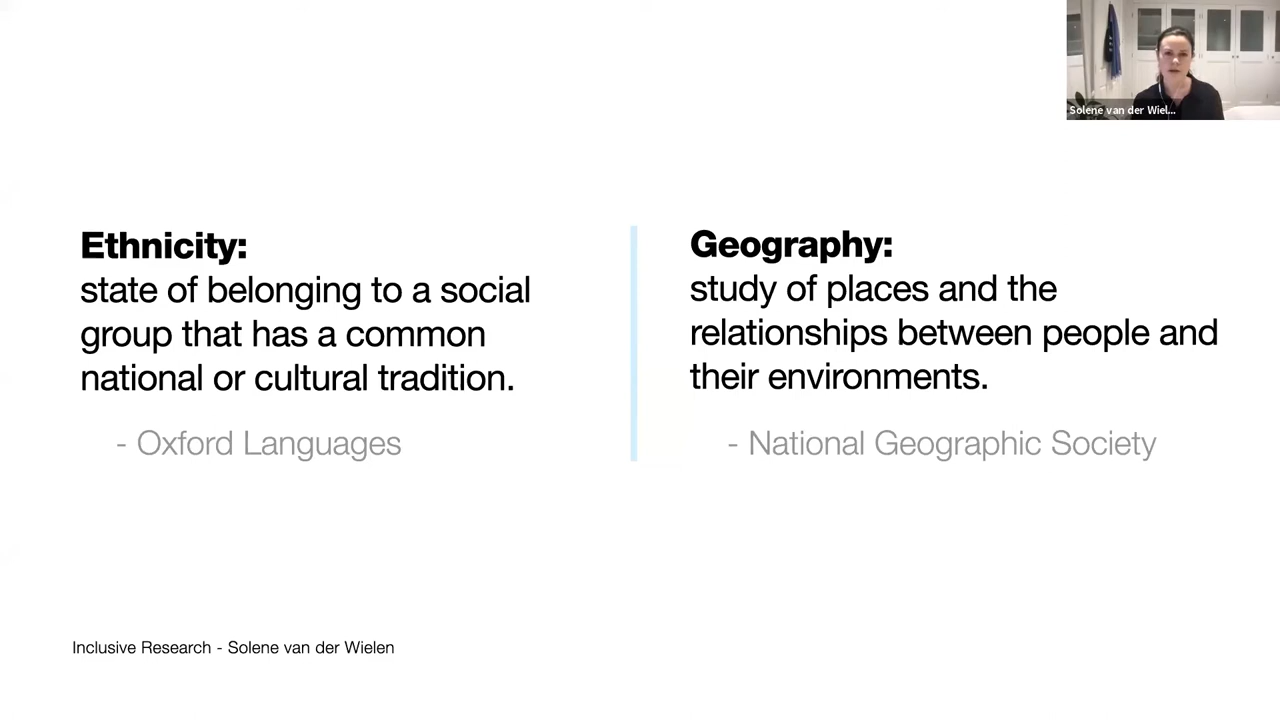 Solene van der Wiel...
Ethnicity:
state of belonging to a social
group that has a common
national or cultural tradition.
- Oxford Languages
Geography:
study of places and the
relationships between people and
their environments.
- National Geographic Society
Inclusive Research - Solene van der Wielen